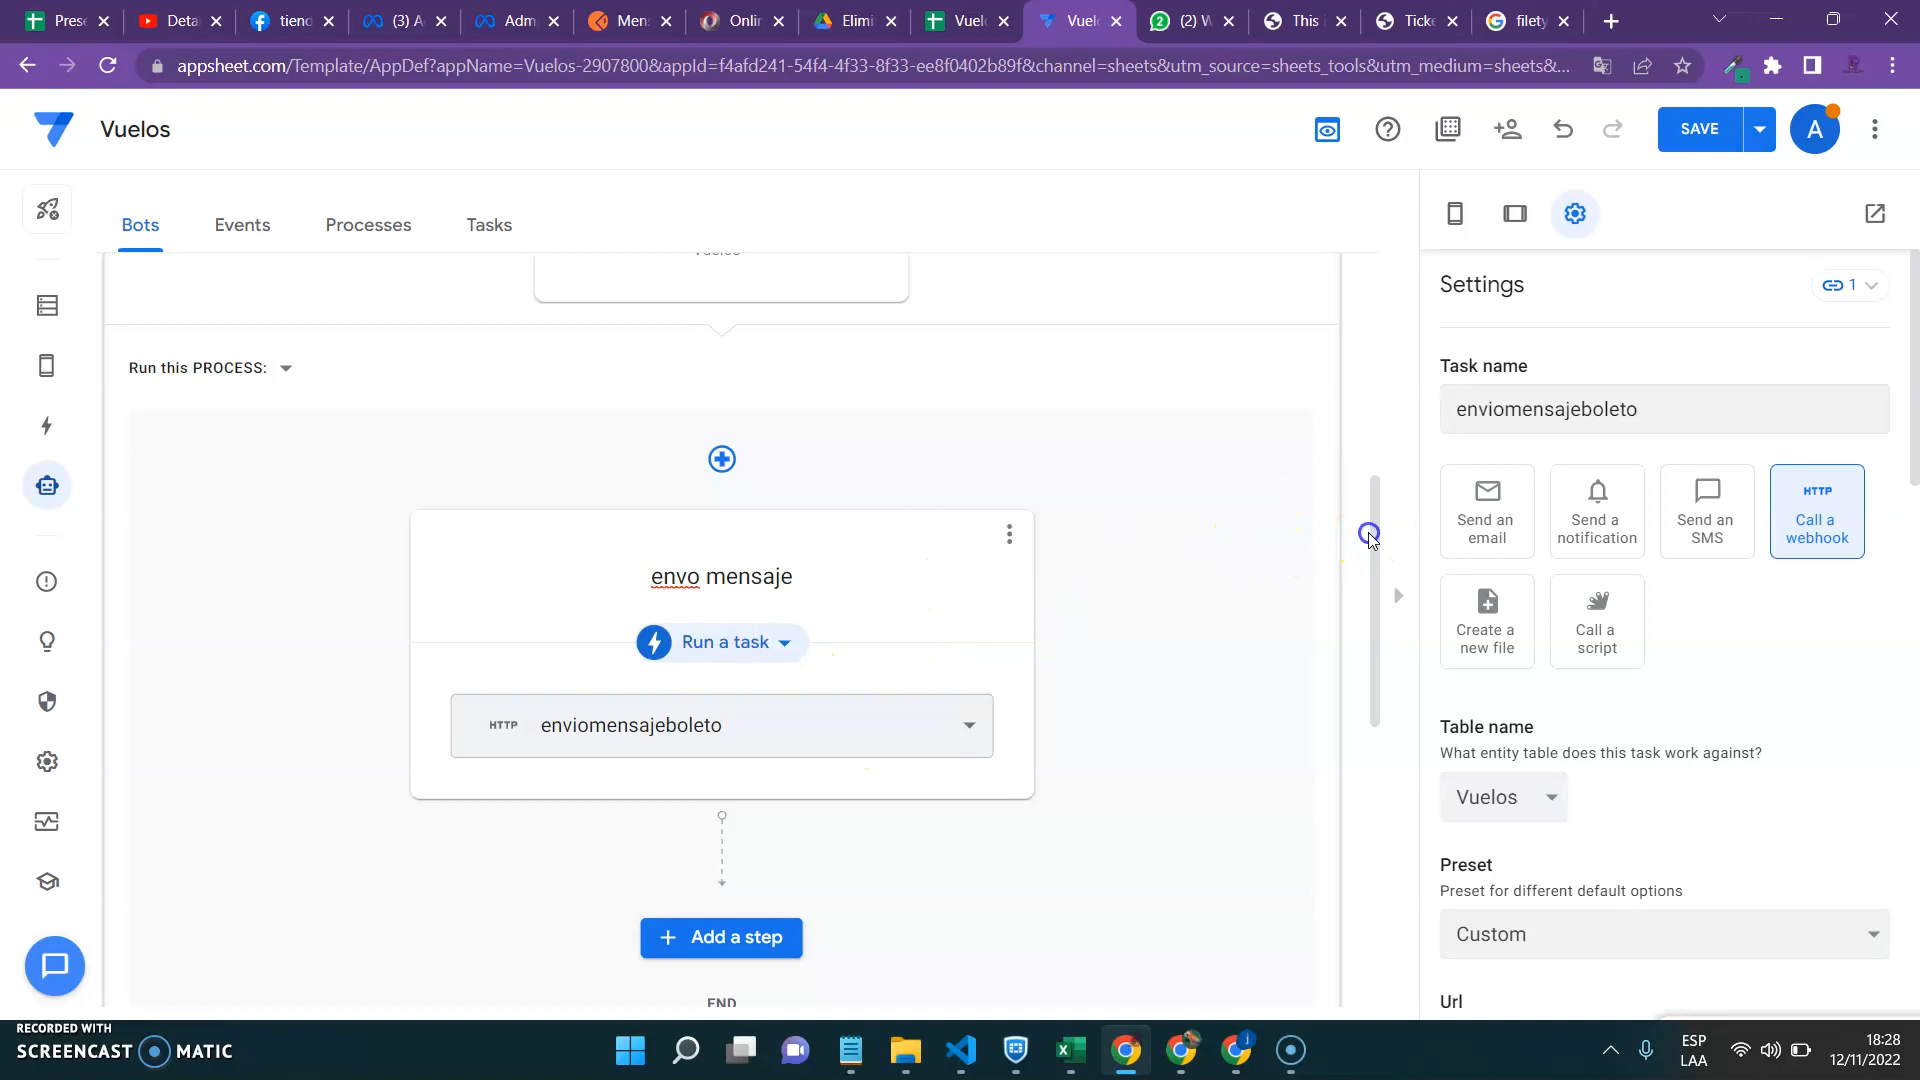 Prese
Deta
tiend
(3) A
Adm
Mens
Onlin
Elimi
Vuelo
Vuelo
(2) W
This i
Ticke
filety
appsheet.com/Template/AppDef?appName=Vuelos-2907800&appId=f4afd241-54f4-4f33-8f33-ee8f0402b89f&channel=sheets&utm_source=sheets_tools&utm_medium=sheets&...
Vuelos
SAVE
A
Bots
Events
Processes
Tasks
Settings
1
Run this PROCESS:
Task name
enviomensajeboleto
Send an email
Send a notification
Send an SMS
HTTP
Call a webhook
envo mensaje
Create a new file
Call a script
Run a task
HTTP enviomensajeboleto
Table name
What entity table does this task work against?
Vuelos
Preset
Preset for different default options
Custom
Add a step
END
Url
RECORDED WITH
SCREENCAST MATIC
ESP
LAA
18:28
12/11/2022